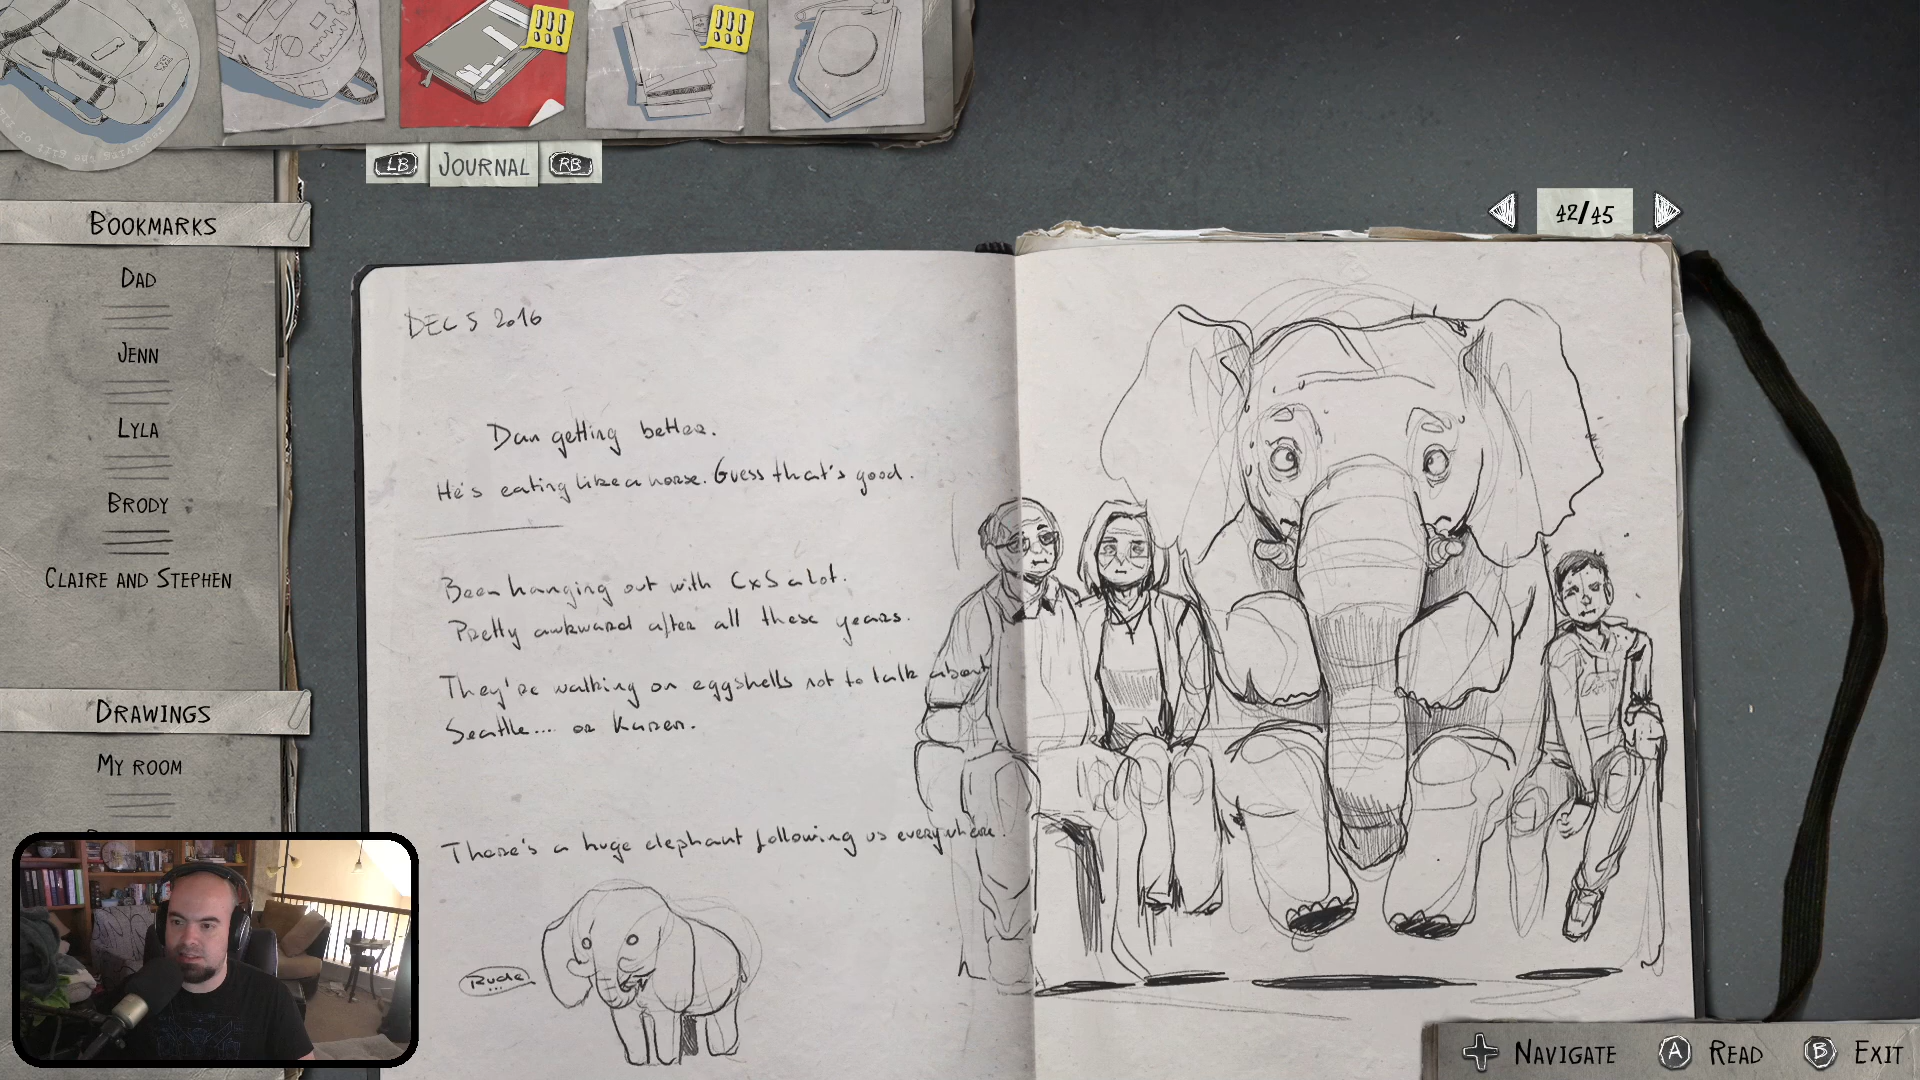 LB JOURNAL RB
42/45
BOOKMARKS
DAD
JENN
LYLA
BRODY
CLAIRE AND STEPHEN
DRAWINGS
MY ROOM
DEC 5 2016
Dan getting better.
He's eating like a horse. Guess that's good.
Been hanging out with C&S a lot.
Pretty awkward after all these years.
They're walking on eggshells not to talk about
Seattle.... or Karen.
There's a huge elephant following us everywhere.
Rude...
NAVIGATE A READ B EXIT